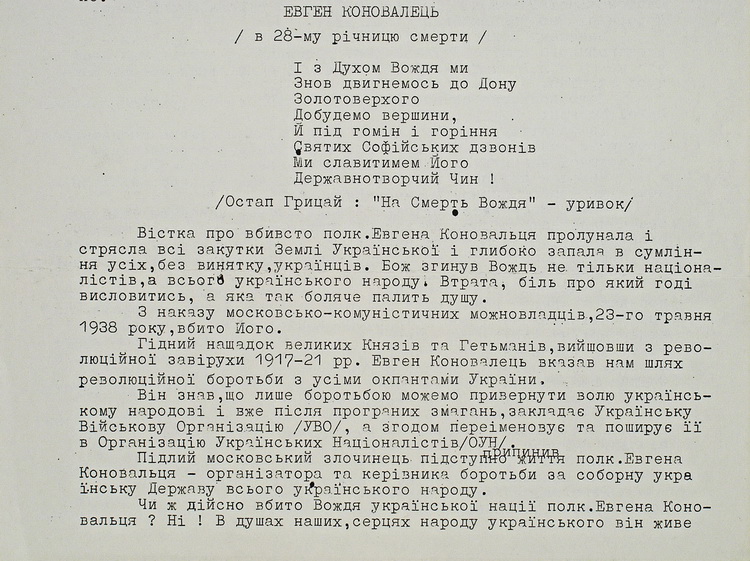 ЕВГЕН КОНОВАЛЕЦЬ
/ в 28-му річницю смерти /
І з Духом Вождя ми
Знов двигнемось до Дону
Золотоверхого
Добудемо вершини,
Й під гомін і горіння
Святих Софійських дзвонів
Ми славитимем Його
Державнотворчий Чин !
/Остап Грицай : "На Смерть Вождя" - уривок/
Вістка про вбивсто полк.Евгена Коновальця пролунала і
стрясла всі закутки Землі Української і глибоко запала в сумлін-
ня усіх,без винятку,українців. Бож згинув Вождь не тільки націона-
лістів,а всього українського народу. Втрата, біль про який годі
висловитись, а яка так боляче палить душу.
З наказу московсько-комуністичних можновладців,23-го травня
1938 року,вбито Його.
Гідний нащадок великих Князів та Гетьманів,вийшовши з рево-
люційної завірухи 1917-21 рр. Евген Коновалець вказав нам шлях
революційної боротьби з усіми окпантами України.
Він знав,що лише боротьбою можемо привернути волю українсь-
кому народові і вже після програних змагань,закладає Українську
Військову Організацію /УВО/, а згодом переіменовує та поширує її
в Організацію Українських Націоналістів/ОУН/.
припинив
Підлий московський злочинець підступно життя полк.Евгена
Коновальця - організатора та керівника боротьби за соборну укра
їнську Державу всього українського народу.
Чи ж дійсно вбито Вождя української нації полк.Евгена Коно-
вальця ? Ні ! В душах наших,серцях народу українського він живе